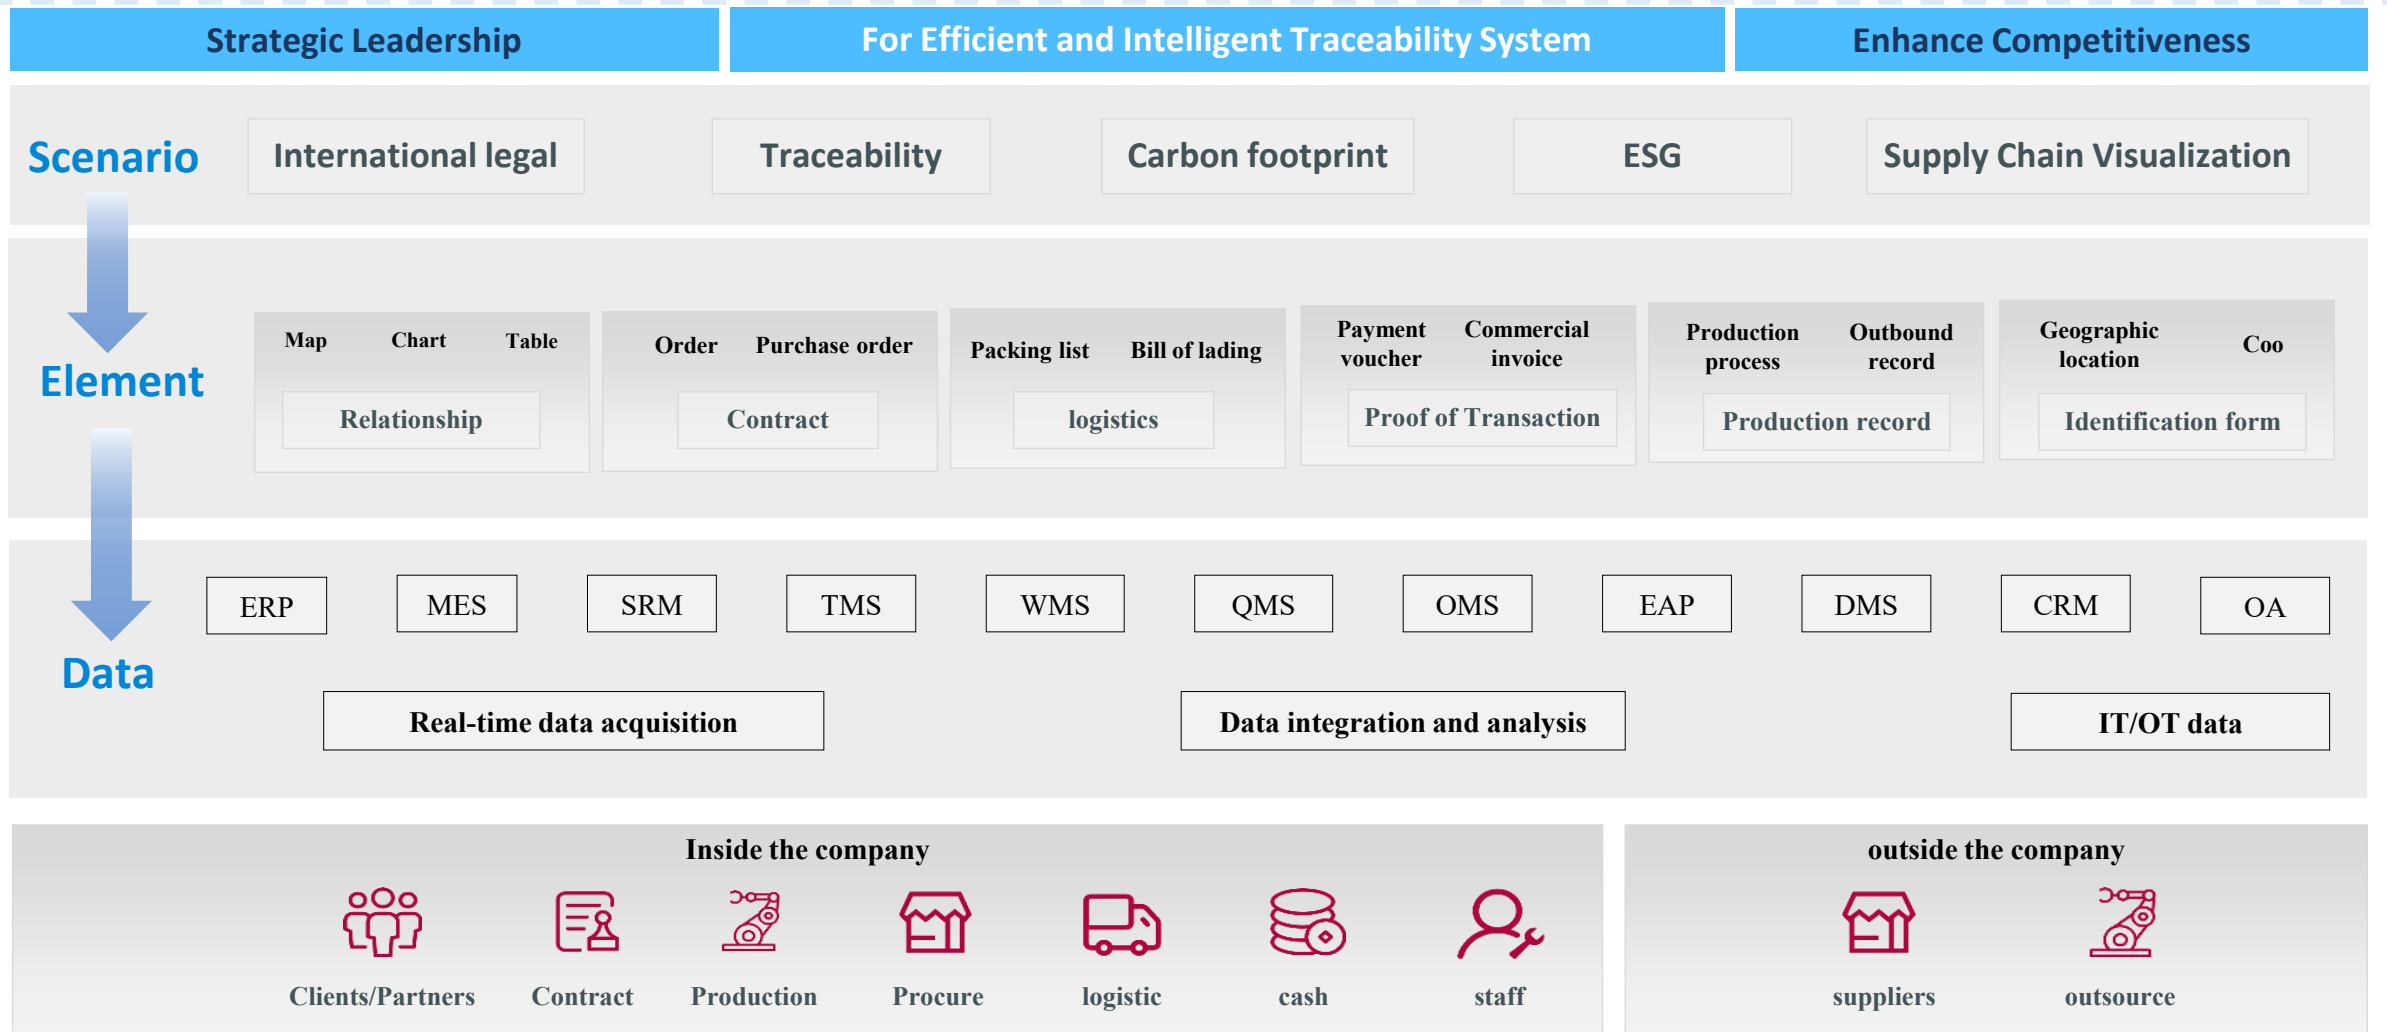 Strategic Leadership
For Efficient and Intelligent Traceability System
Enhance Competitiveness
Scenario
International legal
Traceability
Carbon footprint
ESG
Supply Chain Visualization
Element
Map
Chart
Table
Relationship
Order
Purchase order
Contract
Packing list
Bill of lading
logistics
Payment
voucher
Commercial
invoice
Proof of Transaction
Production
process
Outbound
record
Production record
Geographic
location
Coo
Identification form
Data
ERP
MES
SRM
TMS
WMS
QMS
OMS
EAP
DMS
CRM
OA
Real-time data acquisition
Data integration and analysis
IT/OT data
Inside the company
Clients/Partners
Contract
Production
Procure
logistic
cash
staff
outside the company
suppliers
outsource